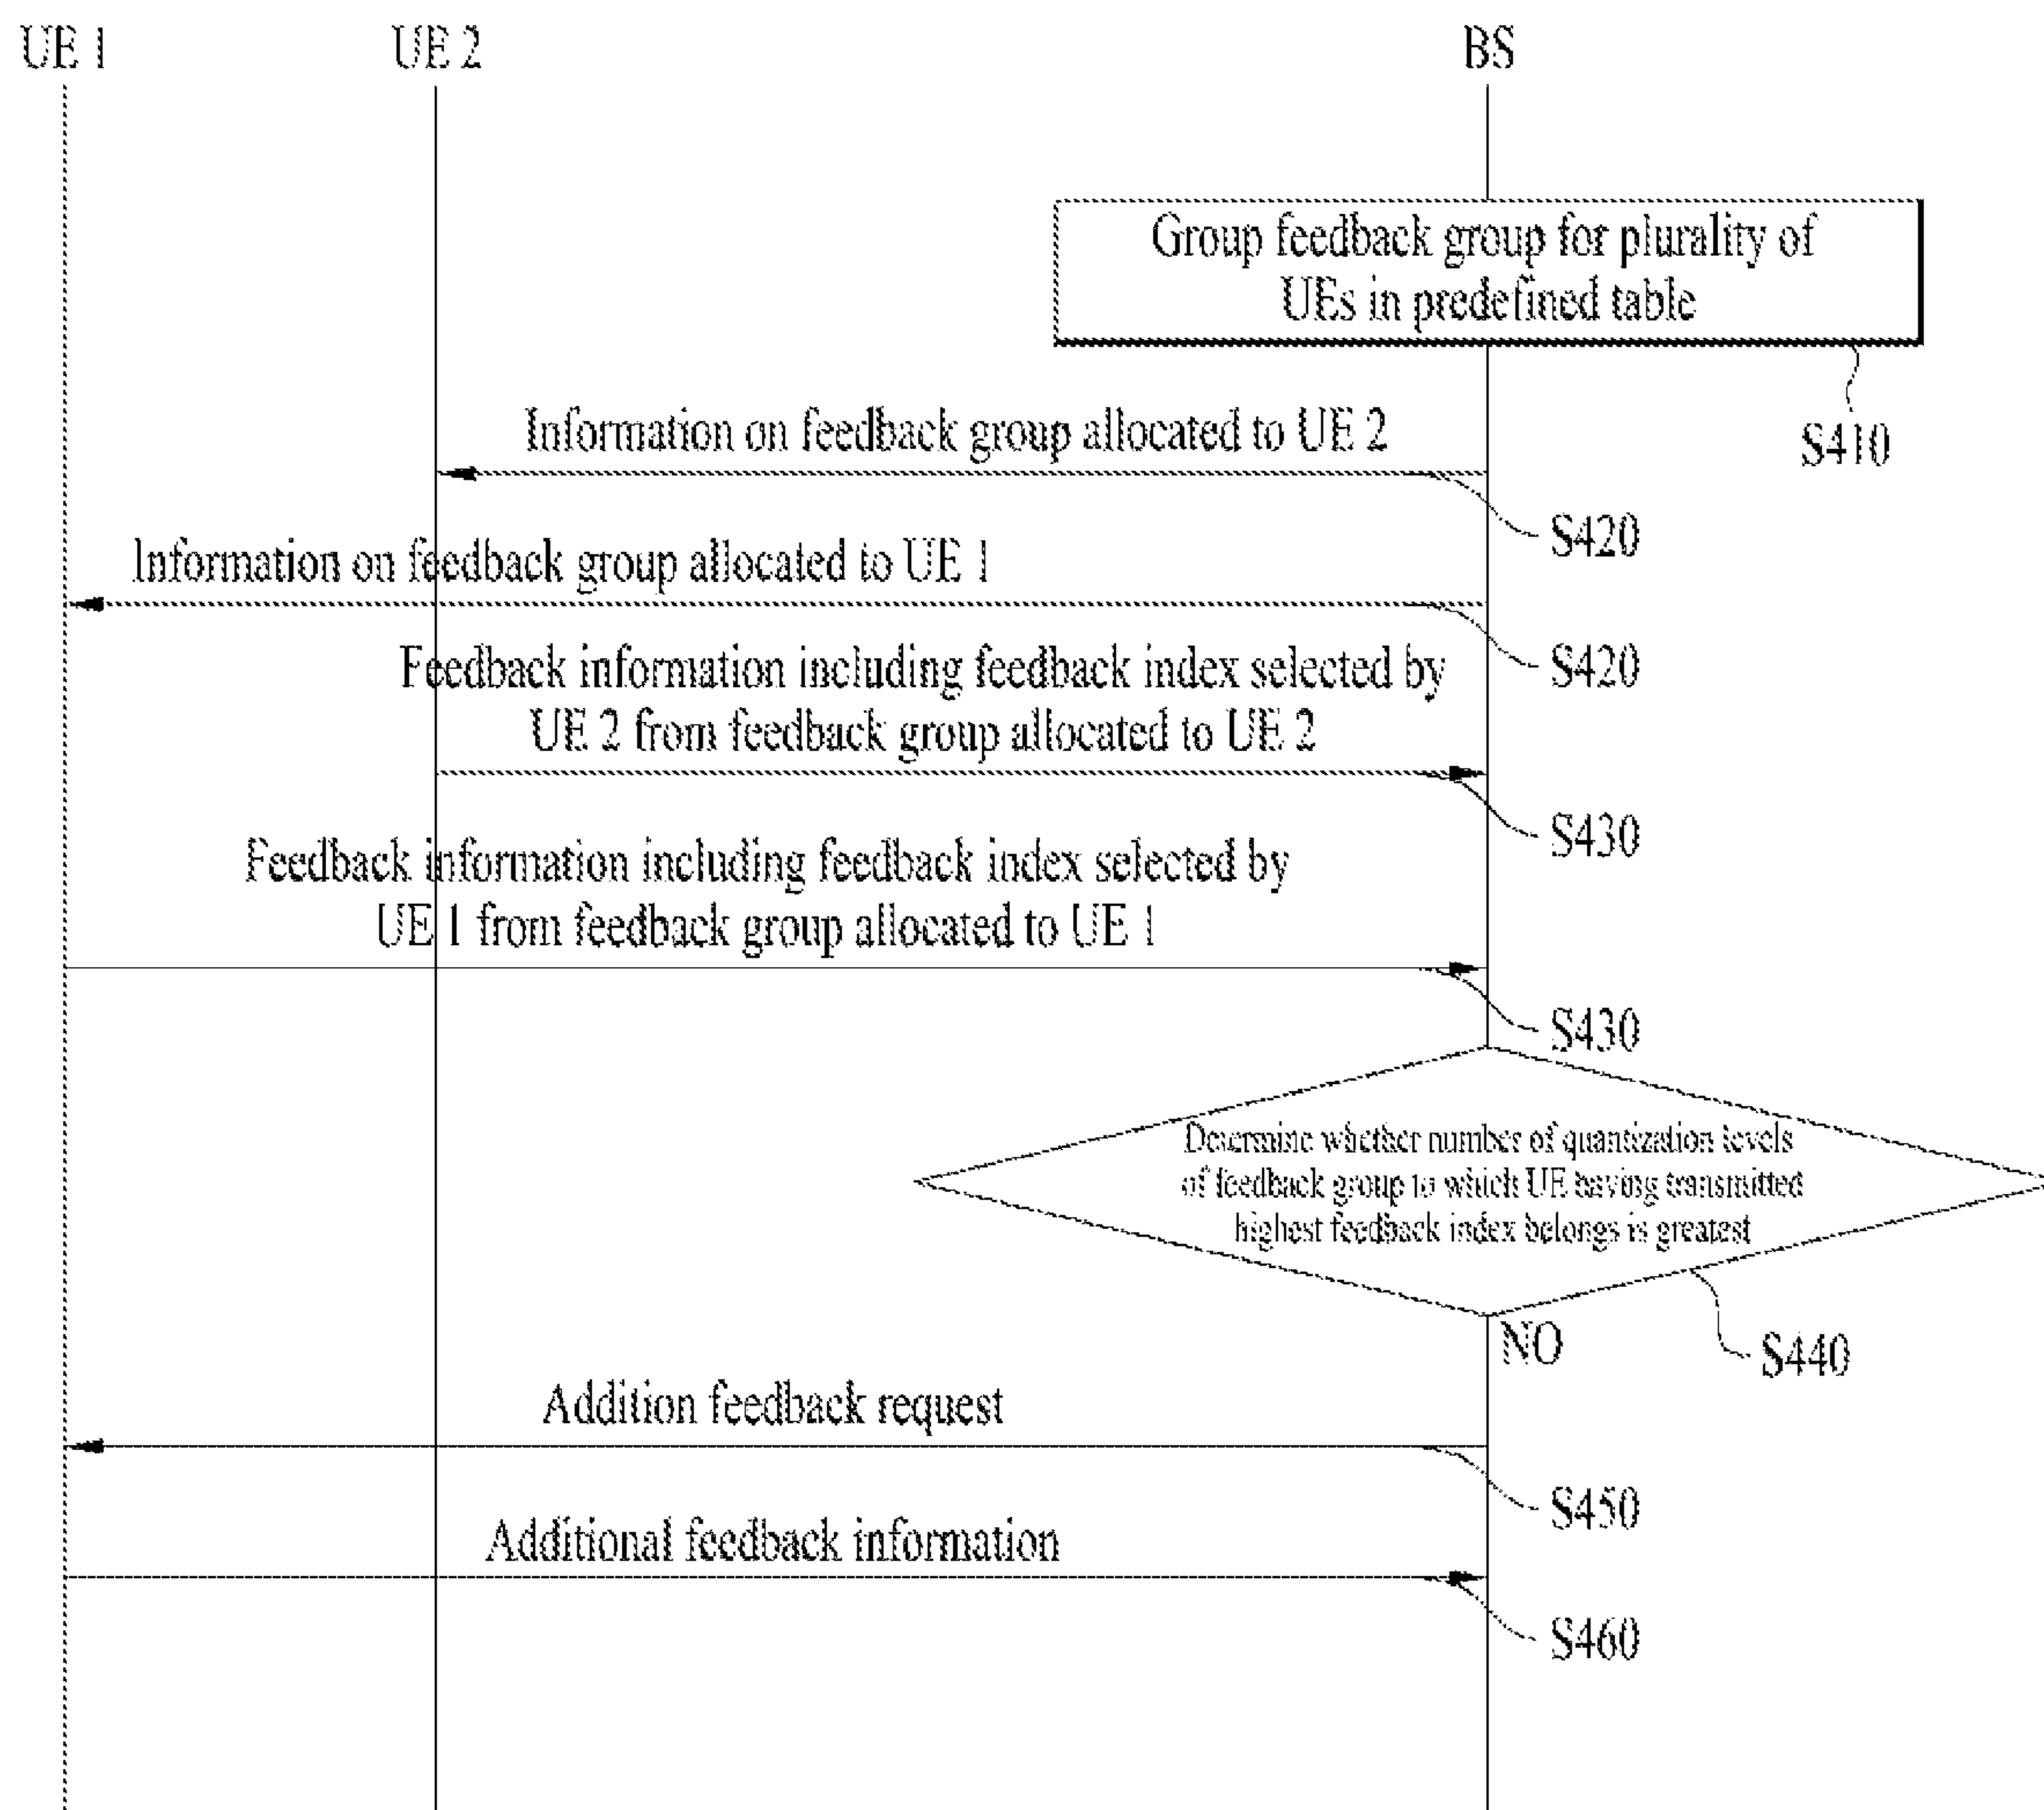 UE 1
UE 2
BS
Group feedback group for plurality of
UEs in predefined table
S410
Information on feedback group allocated to UE 2
S420
Information on feedback group allocated to UE 1
S420
Feedback information including feedback index selected by
UE 2 from feedback group allocated to UE 2
S430
Feedback information including feedback index selected by
UE 1 from feedback group allocated to UE 1
S430
Determine whether number of quantization levels
of feedback group to which UE having transmitted
highest feedback index belongs is greatest
NO
S440
Addition feedback request
S450
Additional feedback information
S460